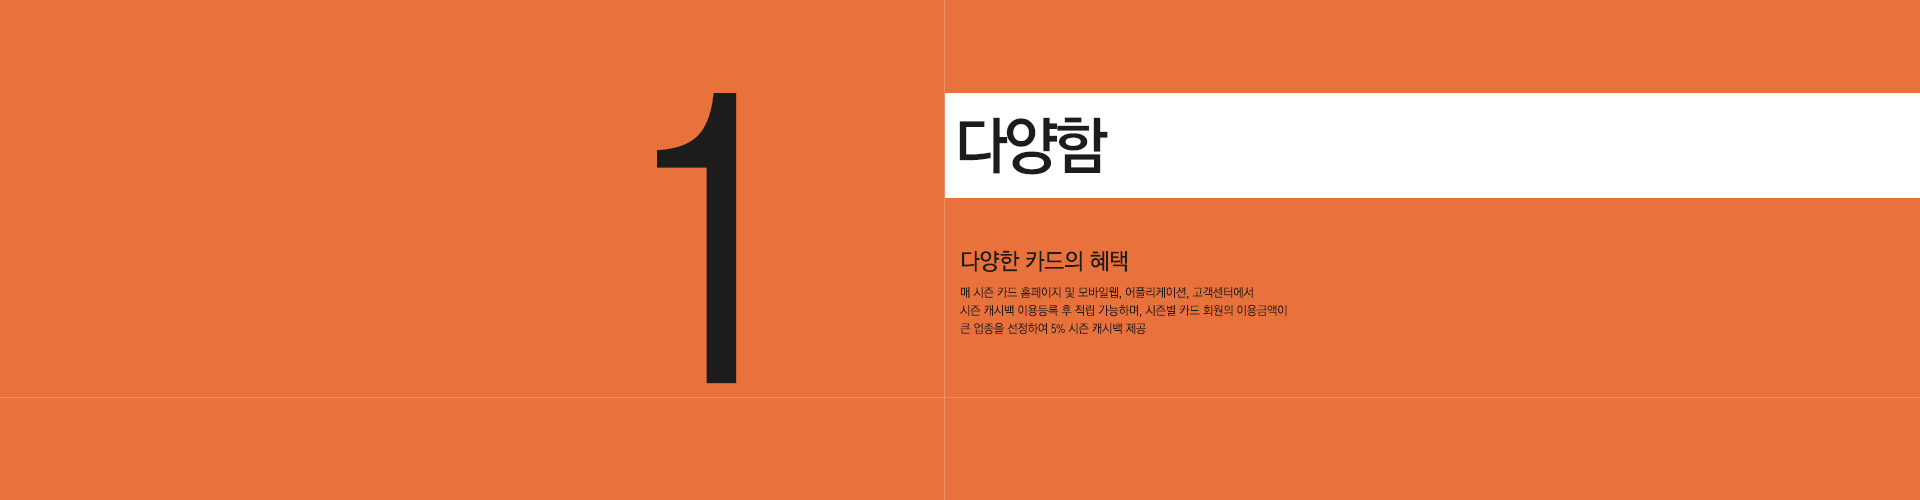 1
다양함
다양한 카드의 혜택
매 시즌 카드 홈페이지 및 모바일웹, 어플리케이션, 고객센터에서
시즌 캐시백 이용등록 후 적립 가능하며, 시즌별 카드 회원의 이용금액이
큰 업종을 선정하여 5% 시즌 캐시백 제공